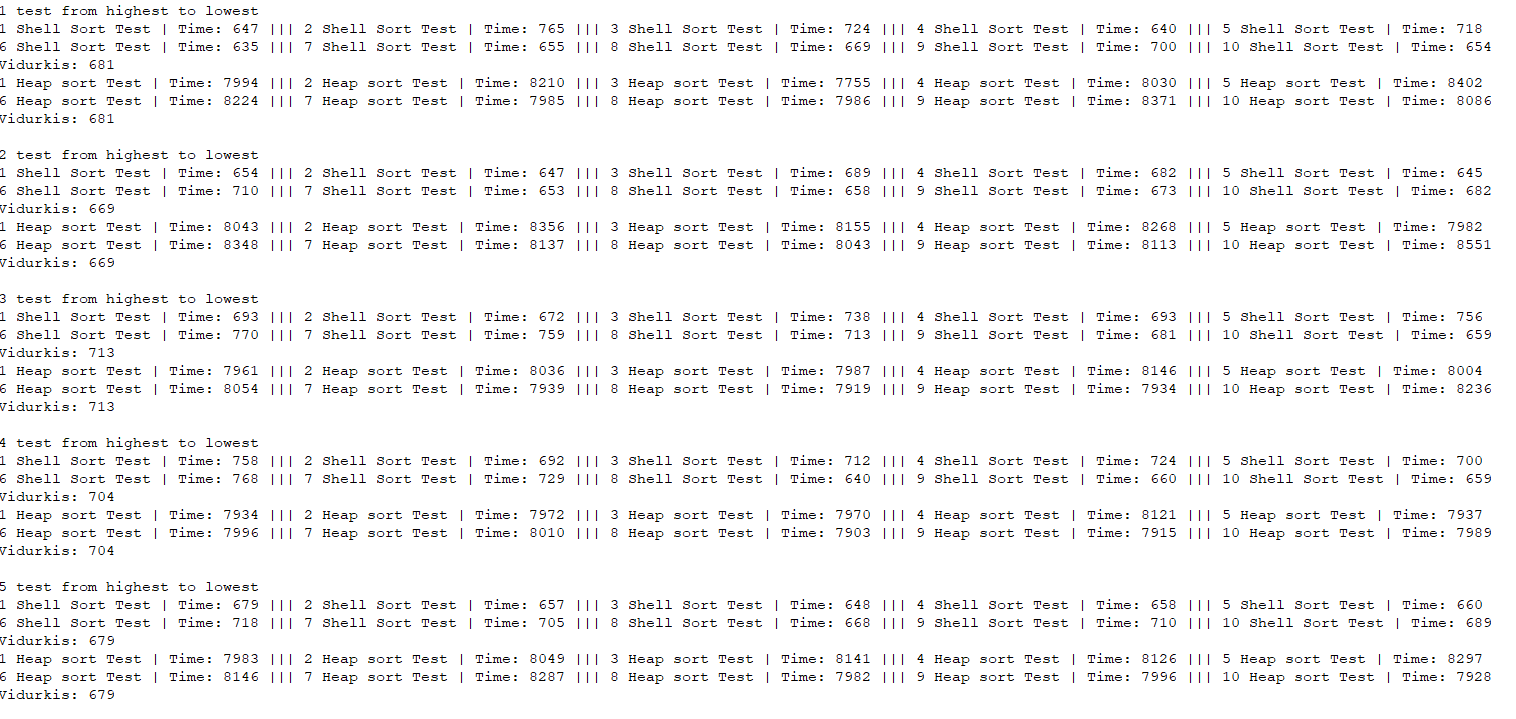 1 test from highest to lowest
1 Shell Sort Test | Time: 647 ||| 2 Shell Sort Test | Time: 765 ||| 3 Shell Sort Test | Time: 724 ||| 4 Shell Sort Test | Time: 640 ||| 5 Shell Sort Test | Time: 718
6 Shell Sort Test | Time: 635 ||| 7 Shell Sort Test | Time: 655 ||| 8 Shell Sort Test | Time: 669 ||| 9 Shell Sort Test | Time: 700 ||| 10 Shell Sort Test | Time: 654
Vidurkis: 681
1 Heap sort Test | Time: 7994 ||| 2 Heap sort Test | Time: 8210 ||| 3 Heap sort Test | Time: 7755 ||| 4 Heap sort Test | Time: 8030 ||| 5 Heap sort Test | Time: 8402
6 Heap sort Test | Time: 8224 ||| 7 Heap sort Test | Time: 7985 ||| 8 Heap sort Test | Time: 7986 ||| 9 Heap sort Test | Time: 8371 ||| 10 Heap sort Test | Time: 8086
Vidurkis: 681
2 test from highest to lowest
1 Shell Sort Test | Time: 654 ||| 2 Shell Sort Test | Time: 647 ||| 3 Shell Sort Test | Time: 689 ||| 4 Shell Sort Test | Time: 682 ||| 5 Shell Sort Test | Time: 645
6 Shell Sort Test | Time: 710 ||| 7 Shell Sort Test | Time: 653 ||| 8 Shell Sort Test | Time: 658 ||| 9 Shell Sort Test | Time: 673 ||| 10 Shell Sort Test | Time: 682
Vidurkis: 669
1 Heap sort Test | Time: 8043 ||| 2 Heap sort Test | Time: 8356 ||| 3 Heap sort Test | Time: 8155 ||| 4 Heap sort Test | Time: 8268 ||| 5 Heap sort Test | Time: 7982
6 Heap sort Test | Time: 8348 ||| 7 Heap sort Test | Time: 8137 ||| 8 Heap sort Test | Time: 8043 ||| 9 Heap sort Test | Time: 8113 ||| 10 Heap sort Test | Time: 8551
Vidurkis: 669
3 test from highest to lowest
1 Shell Sort Test | Time: 693 ||| 2 Shell Sort Test | Time: 672 ||| 3 Shell Sort Test | Time: 738 ||| 4 Shell Sort Test | Time: 693 ||| 5 Shell Sort Test | Time: 756
6 Shell Sort Test | Time: 770 ||| 7 Shell Sort Test | Time: 759 ||| 8 Shell Sort Test | Time: 713 ||| 9 Shell Sort Test | Time: 681 ||| 10 Shell Sort Test | Time: 659
Vidurkis: 713
1 Heap sort Test | Time: 7961 ||| 2 Heap sort Test | Time: 8036 ||| 3 Heap sort Test | Time: 7987 ||| 4 Heap sort Test | Time: 8146 ||| 5 Heap sort Test | Time: 8004
6 Heap sort Test | Time: 8054 ||| 7 Heap sort Test | Time: 7939 ||| 8 Heap sort Test | Time: 7919 ||| 9 Heap sort Test | Time: 7934 ||| 10 Heap sort Test | Time: 8236
Vidurkis: 713
4 test from highest to lowest
1 Shell Sort Test | Time: 758 ||| 2 Shell Sort Test | Time: 692 ||| 3 Shell Sort Test | Time: 712 ||| 4 Shell Sort Test | Time: 724 ||| 5 Shell Sort Test | Time: 700
6 Shell Sort Test | Time: 768 ||| 7 Shell Sort Test | Time: 729 ||| 8 Shell Sort Test | Time: 640 ||| 9 Shell Sort Test | Time: 660 ||| 10 Shell Sort Test | Time: 659
Vidurkis: 704
1 Heap sort Test | Time: 7934 ||| 2 Heap sort Test | Time: 7972 ||| 3 Heap sort Test | Time: 7970 ||| 4 Heap sort Test | Time: 8121 ||| 5 Heap sort Test | Time: 7937
6 Heap sort Test | Time: 7996 ||| 7 Heap sort Test | Time: 8010 ||| 8 Heap sort Test | Time: 7903 ||| 9 Heap sort Test | Time: 7915 ||| 10 Heap sort Test | Time: 7989
Vidurkis: 704
5 test from highest to lowest
1 Shell Sort Test | Time: 679 ||| 2 Shell Sort Test | Time: 657 ||| 3 Shell Sort Test | Time: 648 ||| 4 Shell Sort Test | Time: 658 ||| 5 Shell Sort Test | Time: 660
6 Shell Sort Test | Time: 718 ||| 7 Shell Sort Test | Time: 705 ||| 8 Shell Sort Test | Time: 668 ||| 9 Shell Sort Test | Time: 710 ||| 10 Shell Sort Test | Time: 689
Vidurkis: 679
1 Heap sort Test | Time: 7983 ||| 2 Heap sort Test | Time: 8049 ||| 3 Heap sort Test | Time: 8141 ||| 4 Heap sort Test | Time: 8126 ||| 5 Heap sort Test | Time: 8297
6 Heap sort Test | Time: 8146 ||| 7 Heap sort Test | Time: 8287 ||| 8 Heap sort Test | Time: 7982 ||| 9 Heap sort Test | Time: 7996 ||| 10 Heap sort Test | Time: 7928
Vidurkis: 679